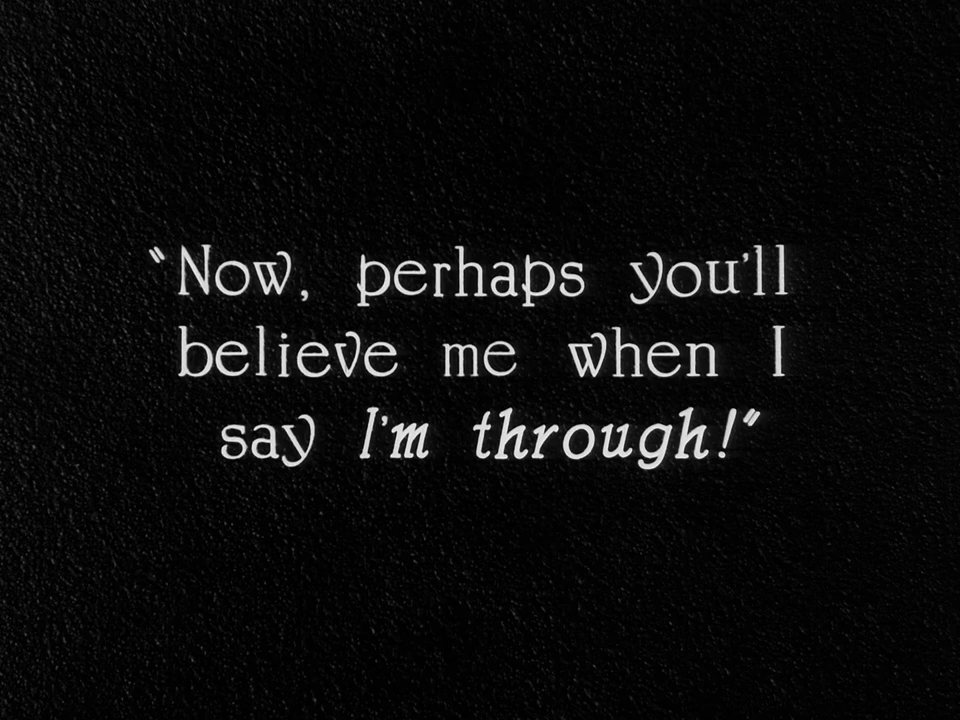 "Now, perhaps you'll
believe me when I
say I'm through!"